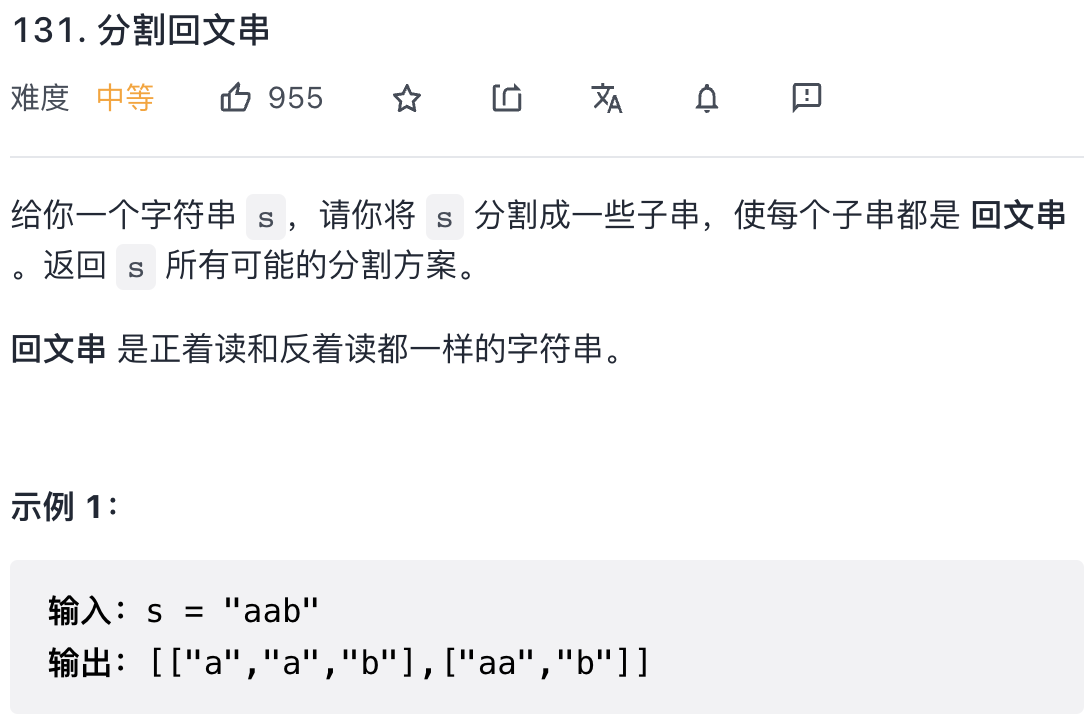 131. 分割回文串
难度 中等 955
给你一个字符串 s，请你将 s 分割成一些子串，使每个子串都是 回文串
。返回 s 所有可能的分割方案。
回文串 是正着读和反着读都一样的字符串。
示例 1：
输入：s = "aab"
输出：[["a","a","b"],["aa","b"]]